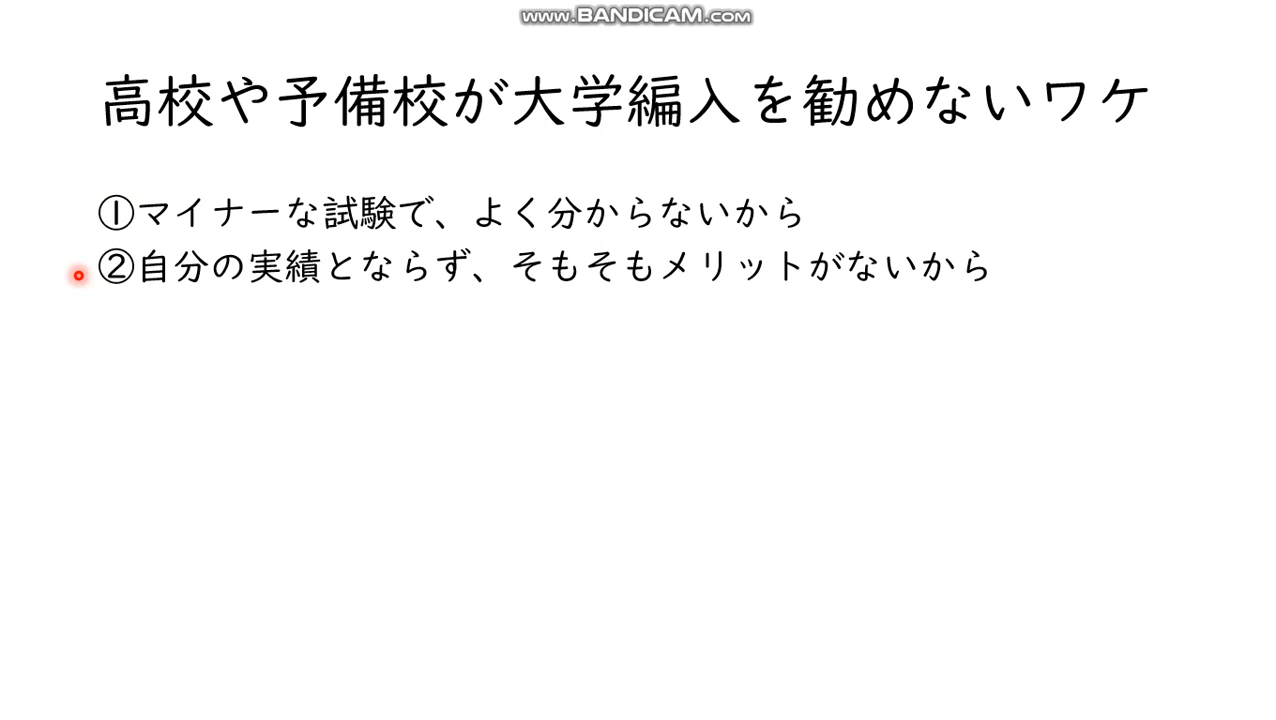 www.BANDICAM.com
高校や予備校が大学編入を勧めないワケ
①マイナーな試験で、よく分からないから
②自分の実績とならず、そもそもメリットがないから